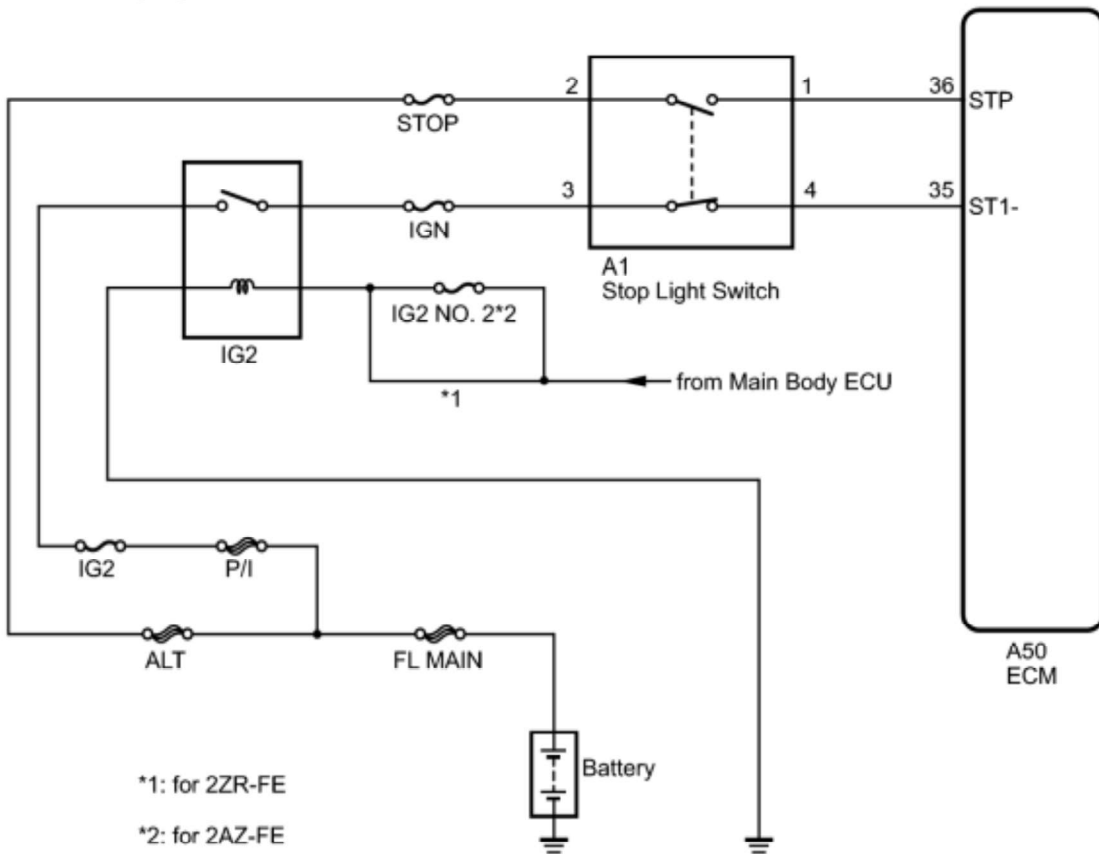 2
1
36
STP
STOP
3
4
35
ST1-
IGN
A1
Stop Light Switch
IG2 NO. 2*2
IG2
from Main Body ECU
*1
IG2
P/I
ALT
FL MAIN
A50
ECM
Battery
*1: for 2ZR-FE
*2: for 2AZ-FE